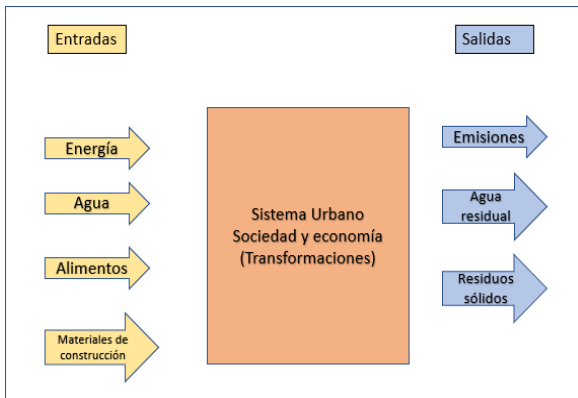 Entradas
Salidas
Energía
Agua
Alimentos
Materiales de
construcción
Sistema Urbano
Sociedad y economía
(Transformaciones)
Emisiones
Agua
residual
Residuos
sólidos